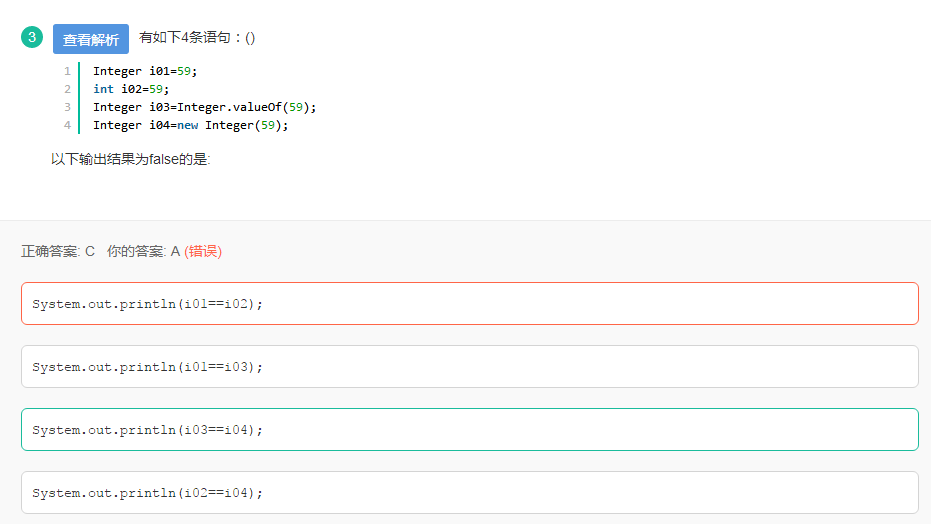 3 查看解析 有如下4条语句：()
1 Integer i01=59;
2 int i02=59;
3 Integer i03=Integer.valueOf(59);
4 Integer i04=new Integer(59);
以下输出结果为false的是:
正确答案: C 你的答案: A (错误)
System.out.println(i01==i02);
System.out.println(i01==i03);
System.out.println(i03==i04);
System.out.println(i02==i04);